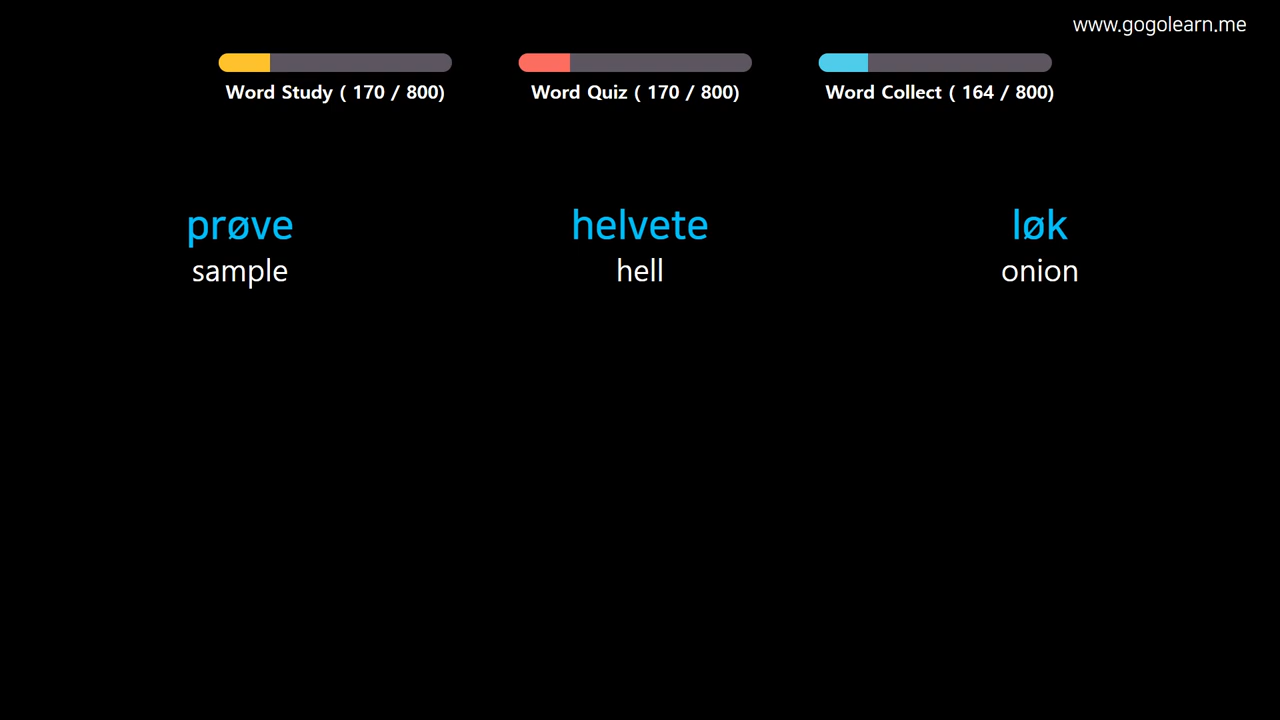 www.gogolearn.me
Word Study ( 170 / 800)
Word Quiz ( 170 / 800)
Word Collect ( 164 / 800)
prøve
sample
helvete
hell
løk
onion